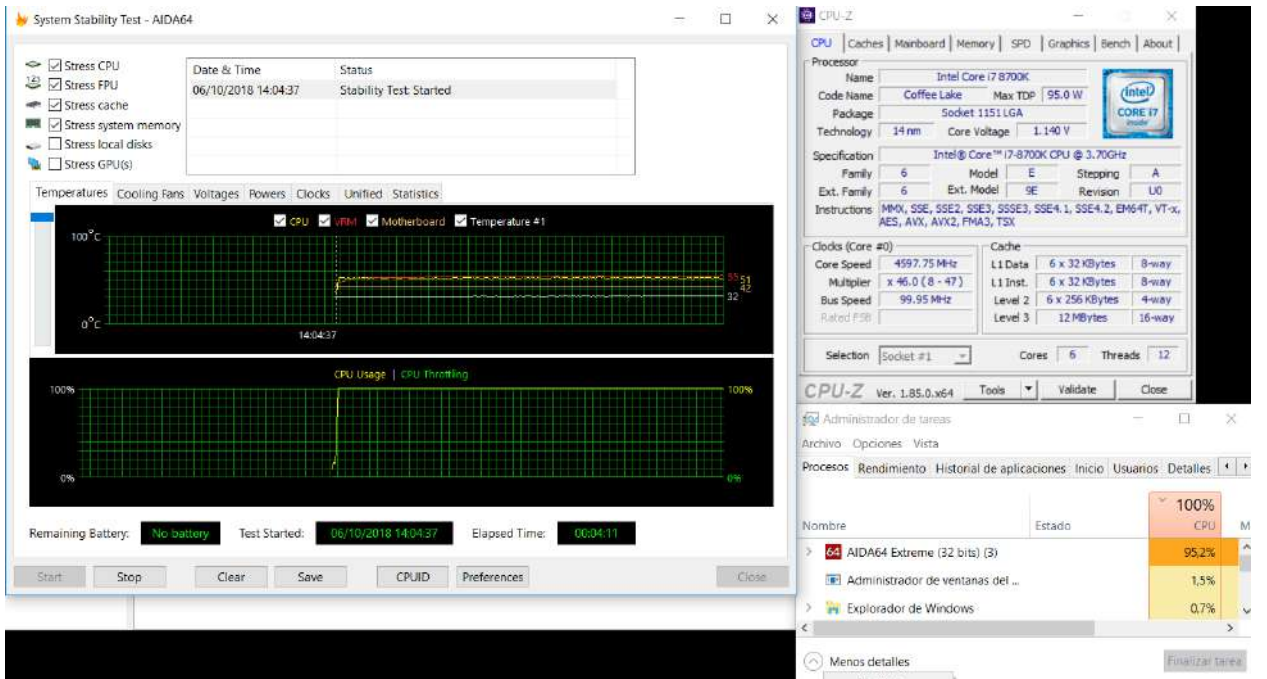 System Stability Test - AIDA64
Stress CPU
Stress FPU
Stress cache
Stress system memory
Stress local disks
Stress GPU(s)
Date & Time Status
06/10/2018 14:04:37 Stability Test: Started
Temperatures Cooling Fans Voltages Powers Clocks Unified Statistics
CPU VRM Motherboard Temperature #1
100°C
55 51
42
32
0°C
14:04:37
CPU Usage | CPU Throttling
100% 100%
0% 0%
Remaining Battery: No battery Test Started: 06/10/2018 14:04:37 Elapsed Time: 00:04:11
Start Stop Clear Save CPUID Preferences Close
CPU-Z
CPU Caches Mainboard Memory SPD Graphics Bench About
Processor
Name Intel Core i7 8700K
Code Name Coffee Lake Max TDP 95.0 W
Package Socket 1151 LGA
Technology 14 nm Core Voltage 1.140 V
(intel)
CORE i7
inside
Specification Intel® Core™ i7-8700K CPU @ 3.70GHz
Family 6 Model E Stepping A
Ext. Family 6 Ext. Model 9E Revision U0
Instructions MMX, SSE, SSE2, SSE3, SSSE3, SSE4.1, SSE4.2, EM64T, VT-x,
AES, AVX, AVX2, FMA3, TSX
Clocks (Core #0)
Core Speed 4597.75 MHz
Multiplier x 46.0 ( 8 - 47 )
Bus Speed 99.95 MHz
Rated FSB
Cache
L1 Data 6 x 32 KBytes 8-way
L1 Inst. 6 x 32 KBytes 8-way
Level 2 6 x 256 KBytes 4-way
Level 3 12 MBytes 16-way
Selection Socket #1 Cores 6 Threads 12
CPU-Z Ver. 1.85.0.x64 Tools Validate Close
Administrador de tareas
Archivo Opciones Vista
Procesos Rendimiento Historial de aplicaciones Inicio Usuarios Detalles
100%
Nombre Estado CPU M
64 AIDA64 Extreme (32 bits) (3) 95,2%
Administrador de ventanas del ... 1,5%
Explorador de Windows 0,7%
Menos detalles Finalizar tarea